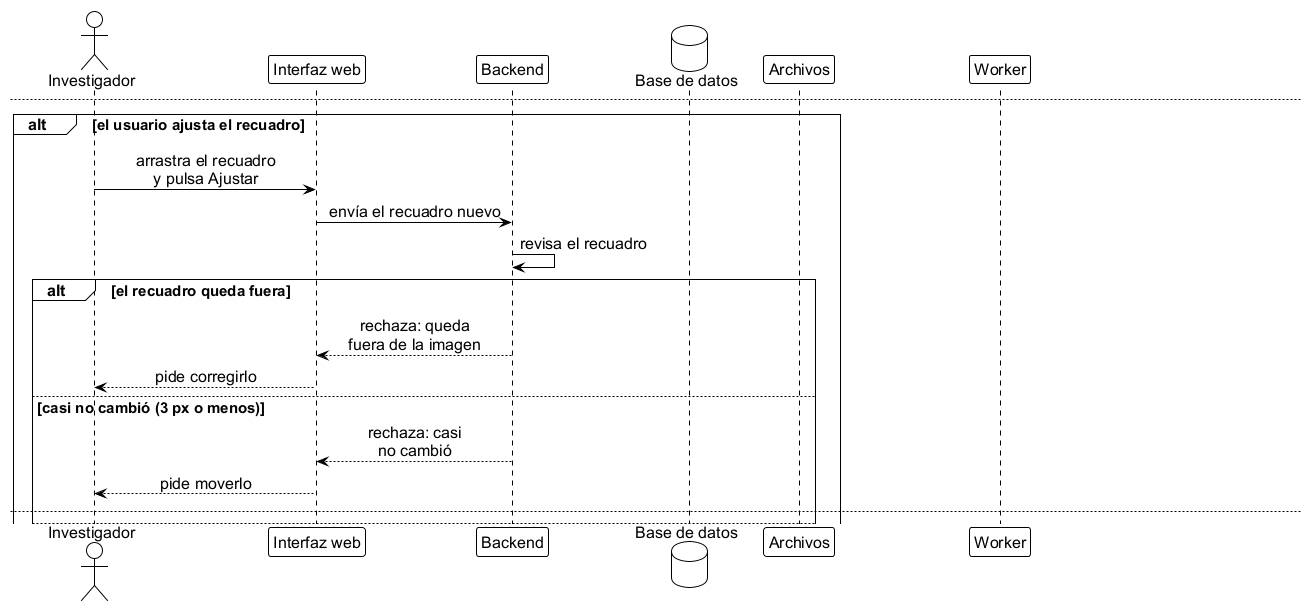 Investigador
Interfaz web
Backend
Base de datos
Archivos
Worker
alt [el usuario ajusta el recuadro]
arrastra el recuadro
y pulsa Ajustar
envía el recuadro nuevo
revisa el recuadro
alt [el recuadro queda fuera]
rechaza: queda
fuera de la imagen
pide corregirlo
[casi no cambió (3 px o menos)]
rechaza: casi
no cambió
pide moverlo
Investigador
Interfaz web
Backend
Base de datos
Archivos
Worker